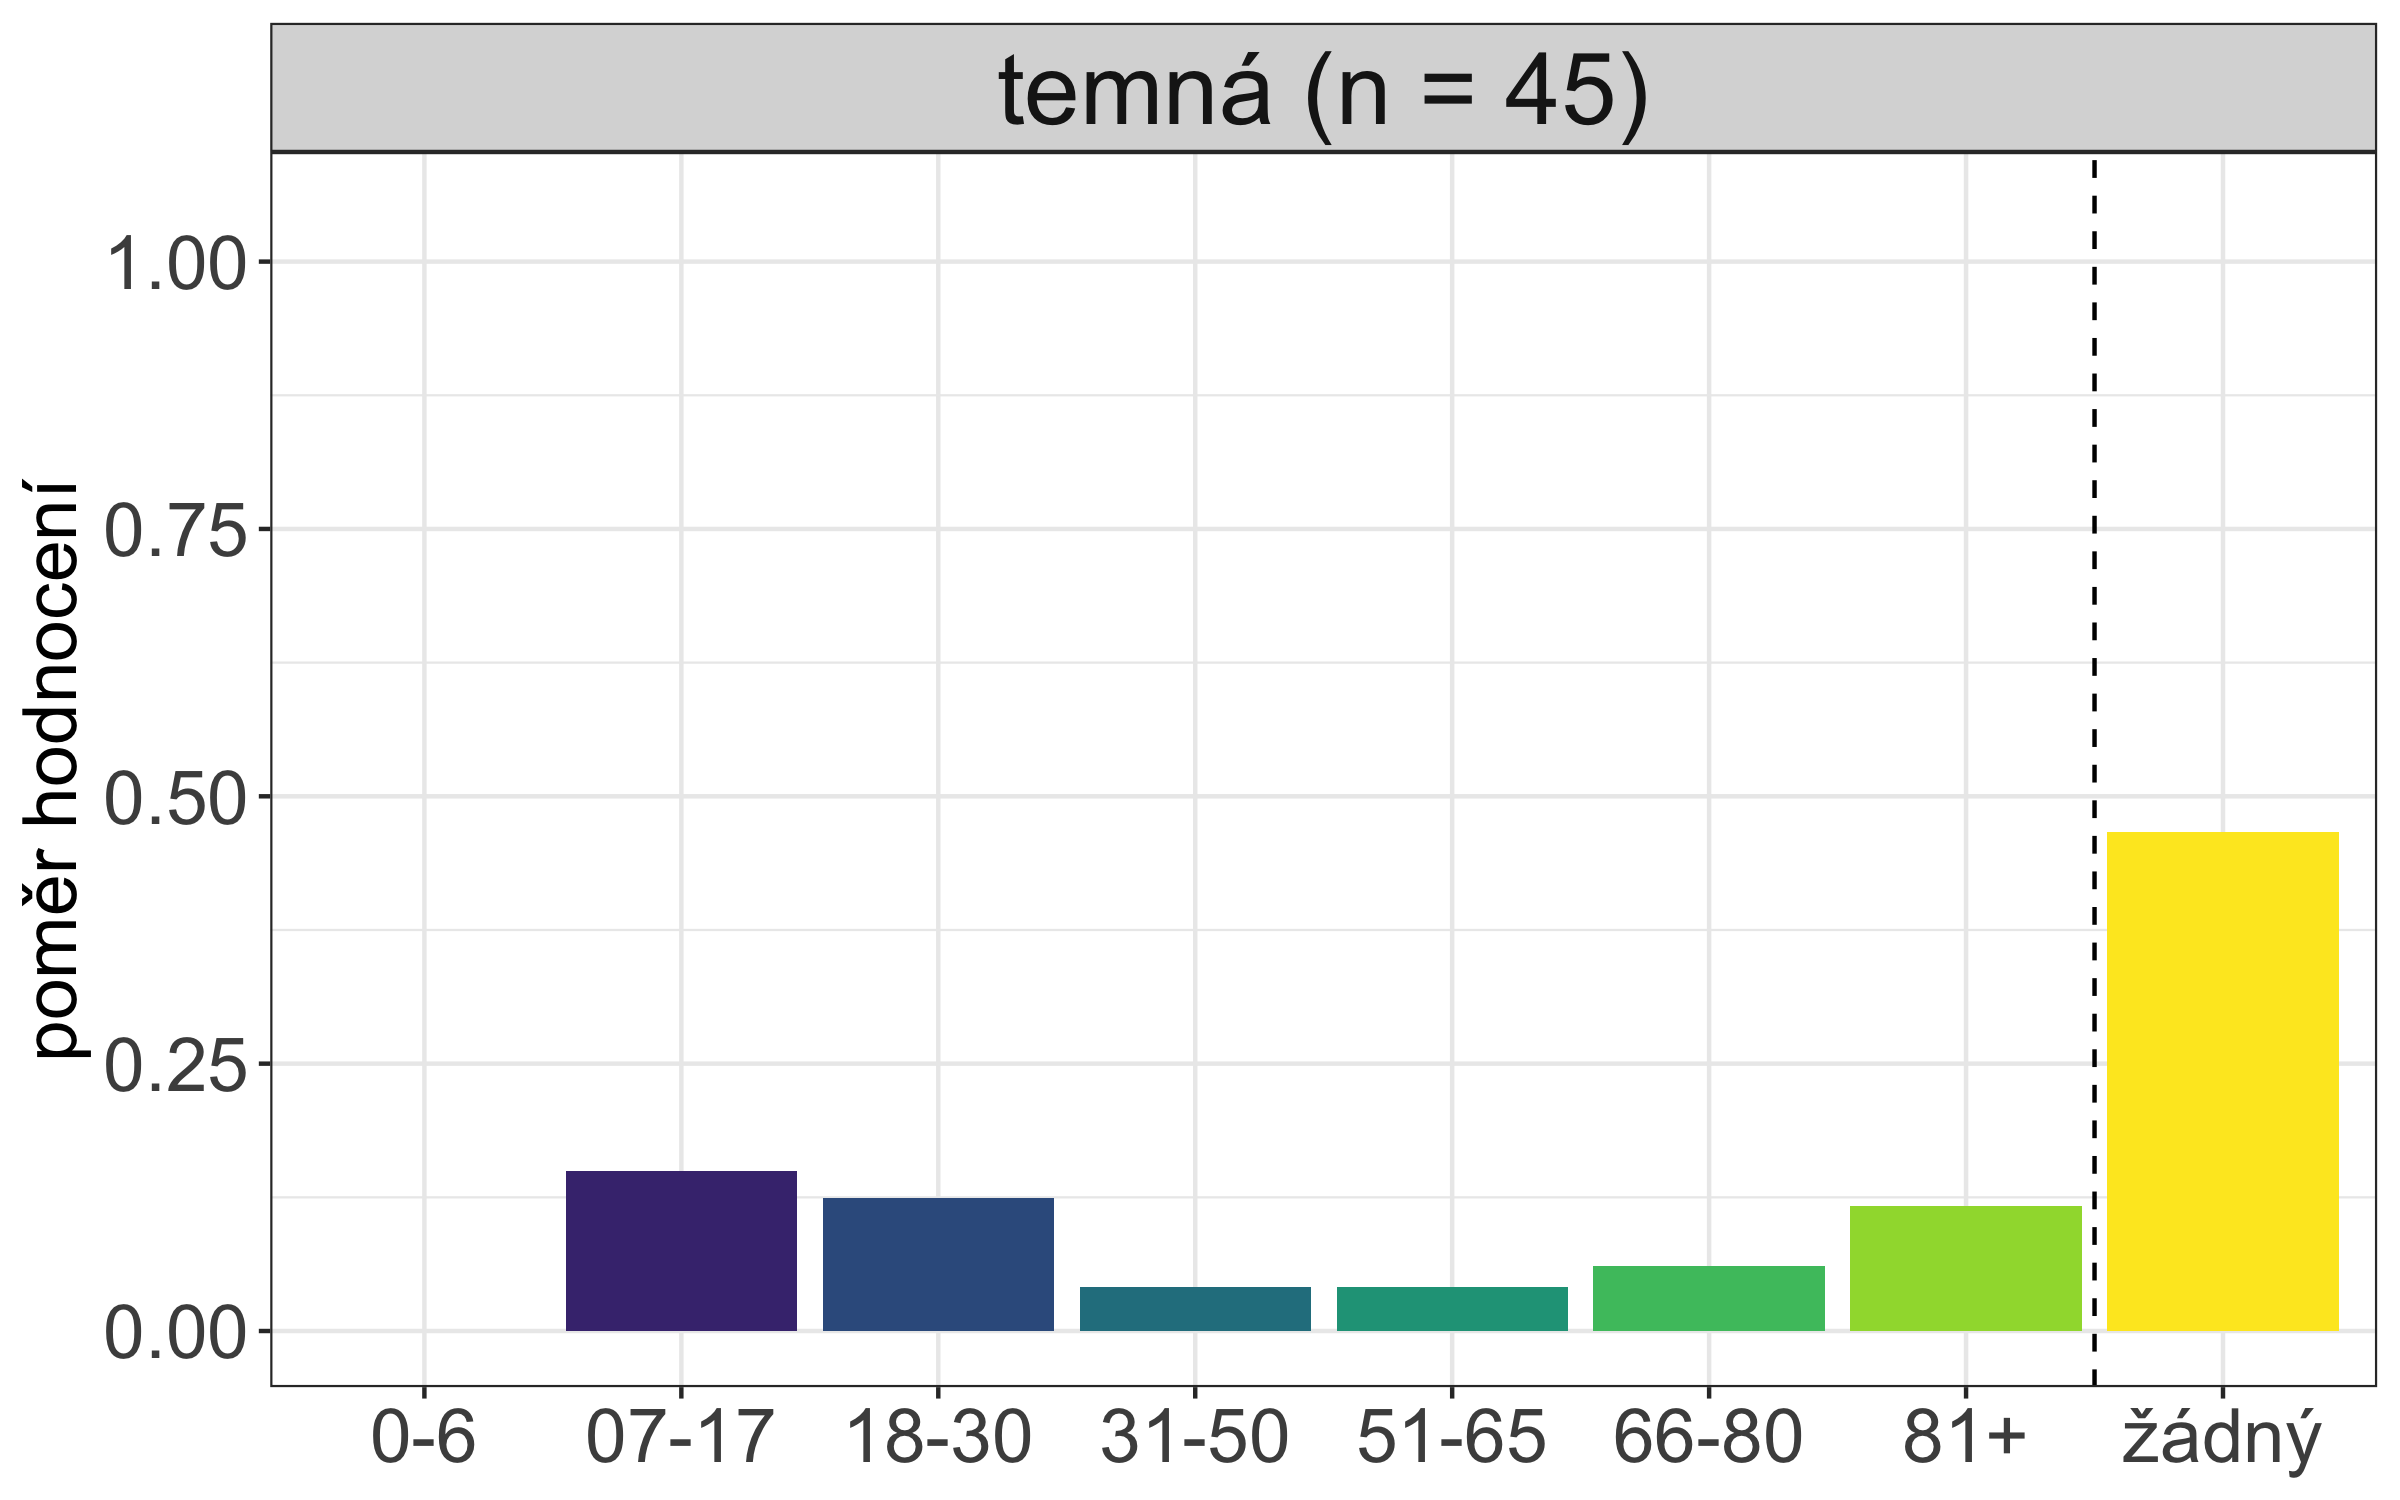 temná (n = 45)
poměr hodnocení
1.00
0.75
0.50
0.25
0.00
0-6 07-17 18-30 31-50 51-65 66-80 81+ žádný